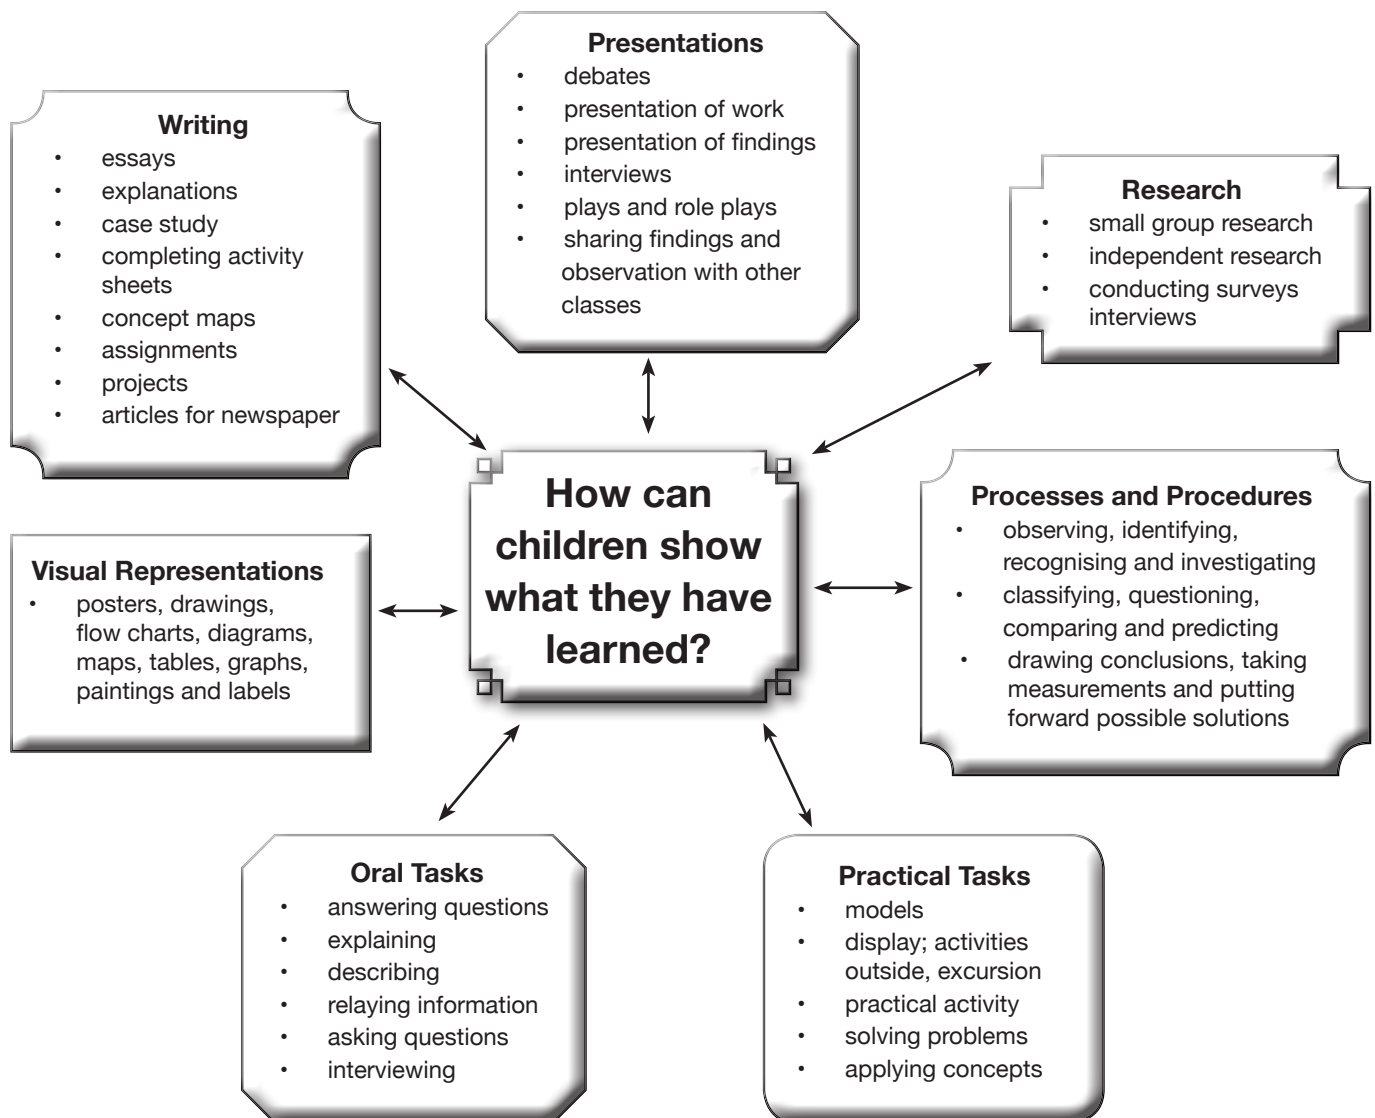 Presentations
• debates
• presentation of work
• presentation of findings
• interviews
• plays and role plays
• sharing findings and
observation with other
classes
Writing
• essays
• explanations
• case study
• completing activity
sheets
• concept maps
• assignments
• projects
• articles for newspaper
Research
• small group research
• independent research
• conducting surveys
interviews
How can
children show
what they have
learned?
Processes and Procedures
• observing, identifying,
recognising and investigating
• classifying, questioning,
comparing and predicting
• drawing conclusions, taking
measurements and putting
forward possible solutions
Visual Representations
• posters, drawings,
flow charts, diagrams,
maps, tables, graphs,
paintings and labels
Oral Tasks
• answering questions
• explaining
• describing
• relaying information
• asking questions
• interviewing
Practical Tasks
• models
• display; activities
outside, excursion
• practical activity
• solving problems
• applying concepts